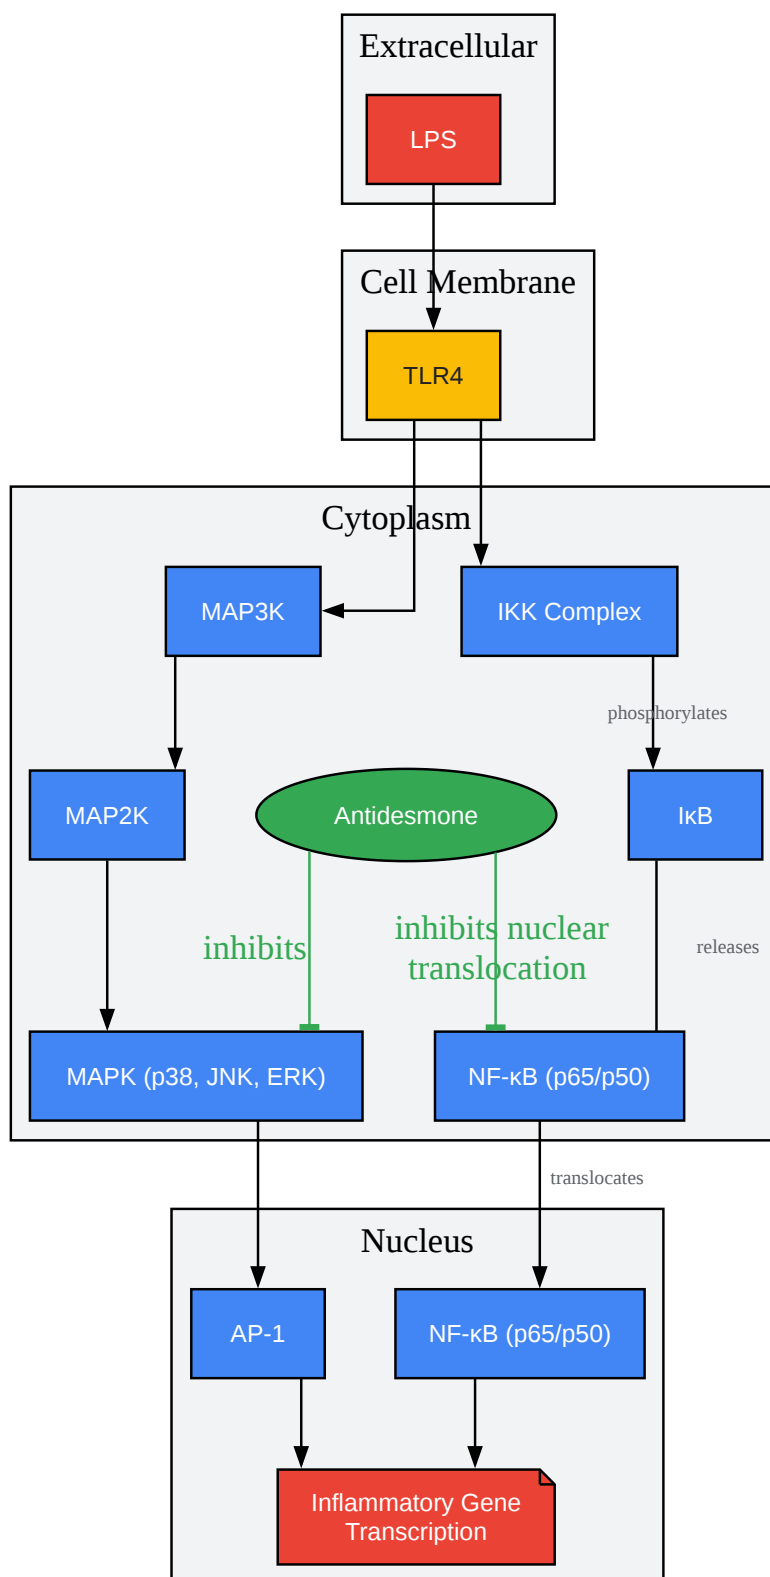 Extracellular
LPS
Cell Membrane
TLR4
Cytoplasm
MAP3K
IKK Complex
phosphorylates
MAP2K
Antidesmone
IκB
inhibits
inhibits nuclear
translocation
releases
MAPK (p38, JNK, ERK)
NF-κB (p65/p50)
translocates
Nucleus
AP-1
NF-κB (p65/p50)
Inflammatory Gene
Transcription